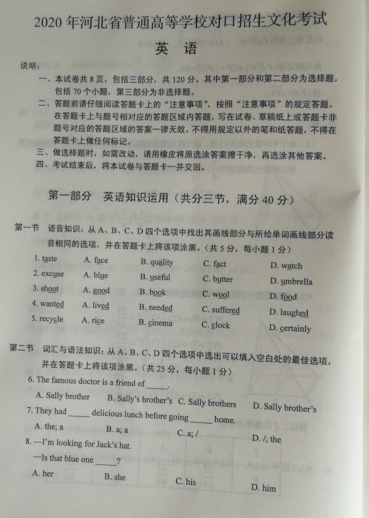 2020年河北省普通高等学校对口招生文化考试
英 语
说明：
一、本试卷共8页，包括三部分，共120分。其中第一部分和第二部分为选择题，
包括70个小题，第三部分为非选择题。
二、答题前请仔细阅读答题卡上的“注意事项”，按照“注意事项”的规定答题。
在答题卡上与题号相对应的答题区域内答题，写在试卷、草稿纸上或答题卡非
题号对应的答题区域的答案一律无效。不得用规定以外的笔和纸答题，不得在
答题卡上做任何标记。
三、做选择题时，如需改动，请用橡皮将原选涂答案擦干净，再选涂其他答案。
四、考试结束后，将本试卷与答题卡一并交回。
第一部分 英语知识运用（共分三节，满分40分）
第一节 语音知识：从A、B、C、D四个选项中找出其画线部分与所给单词画线部分读
音相同的选项，并在答题卡上将该项涂黑。（共5分，每小题1分）
1. taste A. face B. quality C. fact D. watch
2. excuse A. blue B. useful C. butter D. umbrella
3. shoot A. good B. book C. wool D. food
4. wanted A. lived B. needed C. suffered D. laughed
5. recycle A. rice B. cinema C. clock D. certainly
第二节 词汇与语法知识：从A、B、C、D四个选项中选出可以填入空白处的最佳选项，
并在答题卡上将该项涂黑。（共25分，每小题1分）
6. The famous doctor is a friend of _____.
A. Sally brother B. Sally's brother's C. Sally brothers D. Sally brother's
7. They had _____ delicious lunch before going _____ home.
A. the; a B. a; a C. a; / D. /; the
8. —I'm looking for Jack's hat.
—Is that blue one _____?
A. her B. she C. his D. him